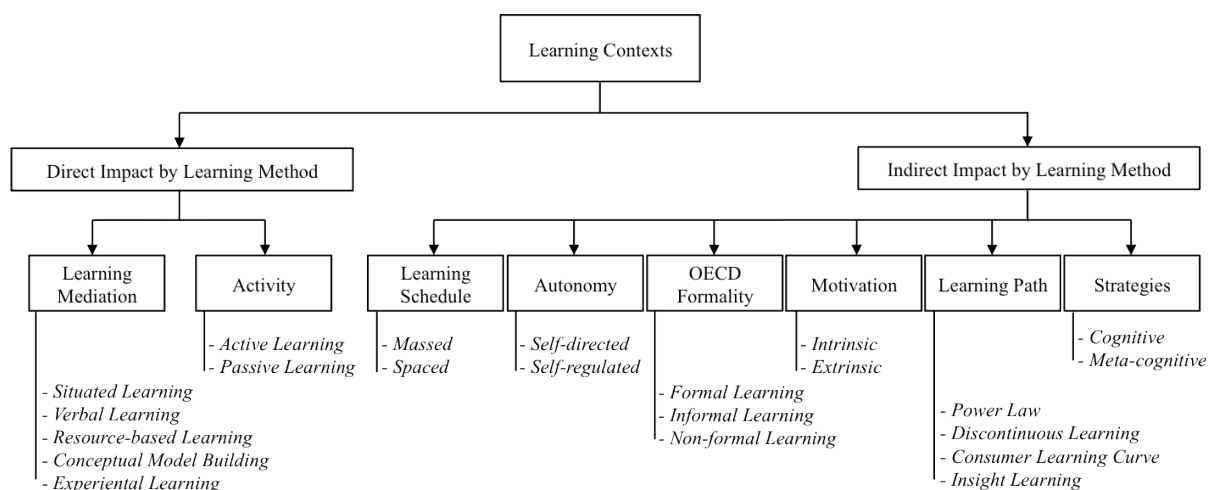 Learning Contexts
Direct Impact by Learning Method
Indirect Impact by Learning Method
Learning
Mediation
Activity
Learning
Schedule
Autonomy
OECD
Formality
Motivation
Learning Path
Strategies
- Situated Learning
- Verbal Learning
- Resource-based Learning
- Conceptual Model Building
- Experiental Learning
- Active Learning
- Passive Learning
- Massed
- Spaced
- Self-directed
- Self-regulated
- Formal Learning
- Informal Learning
- Non-formal Learning
- Intrinsic
- Extrinsic
- Power Law
- Discontinuous Learning
- Consumer Learning Curve
- Insight Learning
- Cognitive
- Meta-cognitive